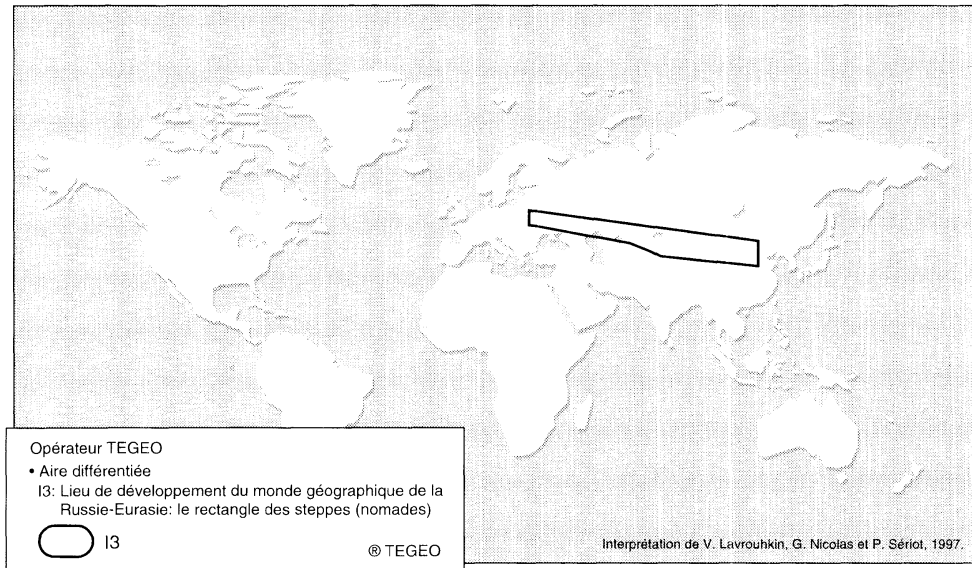 Opérateur TEGEO
• Aire différentiée
I3: Lieu de développement du monde géographique de la
Russie-Eurasie: le rectangle des steppes (nomades)
I3
® TEGEO
Interprétation de V. Lavrouhkin, G. Nicolas et P. Sériot, 1997.